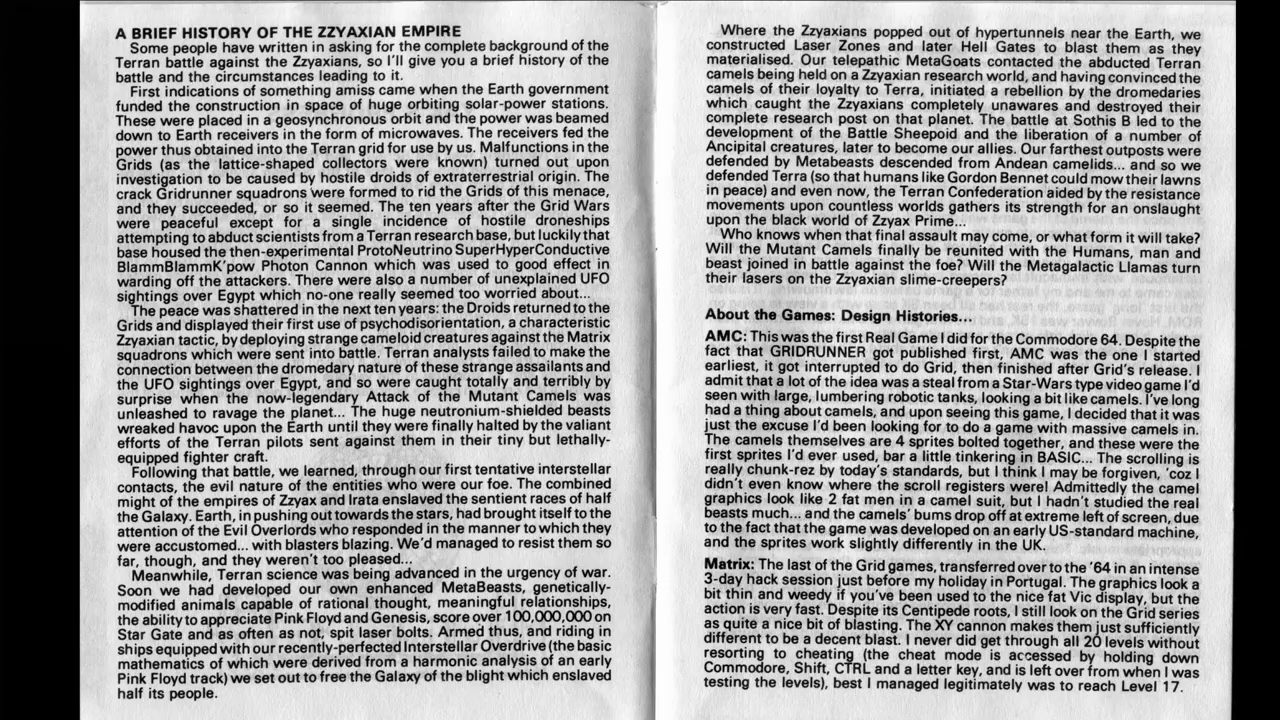 A BRIEF HISTORY OF THE ZZYAXIAN EMPIRE
Some people have written in asking for the complete background of the
Terran battle against the Zzyaxians, so I'll give you a brief history of the
battle and the circumstances leading to it.
First indications of something amiss came when the Earth government
funded the construction in space of huge orbiting solar-power stations.
These were placed in a geosynchronous orbit and the power was beamed
down to Earth receivers in the form of microwaves. The receivers fed the
power thus obtained into the Terran grid for use by us. Malfunctions in the
Grids (as the lattice-shaped collectors were known) turned out upon
investigation to be caused by hostile droids of extraterrestrial origin. The
crack Gridrunner squadrons were formed to rid the Grids of this menace,
and they succeeded, or so it seemed. The ten years after the Grid Wars
were peaceful except for a single incidence of hostile droneships
attempting to abduct scientists from a Terran research base, but luckily that
base housed the then-experimental ProtoNeutrino SuperHyperConductive
BlammBlammK'pow Photon Cannon which was used to good effect in
warding off the attackers. There were also a number of unexplained UFO
sightings over Egypt which no-one really seemed too worried about...
The peace was shattered in the next ten years: the Droids returned to the
Grids and displayed their first use of psychodisorientation, a characteristic
Zzyaxian tactic, by deploying strange cameloid creatures against the Matrix
squadrons which were sent into battle. Terran analysts failed to make the
connection between the dromedary nature of these strange assailants and
the UFO sightings over Egypt, and so were caught totally and terribly by
surprise when the now-legendary Attack of the Mutant Camels was
unleashed to ravage the planet... The huge neutronium-shielded beasts
wreaked havoc upon the Earth until they were finally halted by the valiant
efforts of the Terran pilots sent against them in their tiny but lethally-
equipped fighter craft.
Following that battle, we learned, through our first tentative interstellar
contacts, the evil nature of the entities who were our foe. The combined
might of the empires of Zzyax and Irata enslaved the sentient races of half
the Galaxy. Earth, in pushing out towards the stars, had brought itself to the
attention of the Evil Overlords who responded in the manner to which they
were accustomed... with blasters blazing. We'd managed to resist them so
far, though, and they weren't too pleased...
Meanwhile, Terran science was being advanced in the urgency of war.
Soon we had developed our own enhanced MetaBeasts, genetically-
modified animals capable of rational thought, meaningful relationships,
the ability to appreciate Pink Floyd and Genesis, score over 100,000,000 on
Star Gate and as often as not, spit laser bolts. Armed thus, and riding in
ships equipped with our recently-perfected Interstellar Overdrive (the basic
mathematics of which were derived from a harmonic analysis of an early
Pink Floyd track) we set out to free the Galaxy of the blight which enslaved
half its people.
Where the Zzyaxians popped out of hypertunnels near the Earth, we
constructed Laser Zones and later Hell Gates to blast them as they
materialised. Our telepathic MetaGoats contacted the abducted Terran
camels being held on a Zzyaxian research world, and having convinced the
camels of their loyalty to Terra, initiated a rebellion by the dromedaries
which caught the Zzyaxians completely unawares and destroyed their
complete research post on that planet. The battle at Sothis B led to the
development of the Battle Sheepoid and the liberation of a number of
Ancipital creatures, later to become our allies. Our farthest outposts were
defended by Metabeasts descended from Andean camelids... and so we
defended Terra (so that humans like Gordon Bennet could mow their lawns
in peace) and even now, the Terran Confederation aided by the resistance
movements upon countless worlds gathers its strength for an onslaught
upon the black world of Zzyax Prime...
Who knows when that final assault may come, or what form it will take?
Will the Mutant Camels finally be reunited with the Humans, man and
beast joined in battle against the foe? Will the Metagalactic Llamas turn
their lasers on the Zzyaxian slime-creepers?
About the Games: Design Histories...
AMC: This was the first Real Game I did for the Commodore 64. Despite the
fact that GRIDRUNNER got published first, AMC was the one I started
earliest, it got interrupted to do Grid, then finished after Grid's release. I
admit that a lot of the idea was a steal from a Star-Wars type video game I'd
seen with large, lumbering robotic tanks, looking a bit like camels. I've long
had a thing about camels, and upon seeing this game, I decided that it was
just the excuse I'd been looking for to do a game with massive camels in.
The camels themselves are 4 sprites bolted together, and these were the
first sprites I'd ever used, bar a little tinkering in BASIC... The scrolling is
really chunk-rez by today's standards, but I think I may be forgiven, 'coz I
didn't even know where the scroll registers were! Admittedly the camel
graphics look like 2 fat men in a camel suit, but I hadn't studied the real
beasts much... and the camels' bums drop off at extreme left of screen, due
to the fact that the game was developed on an early US-standard machine,
and the sprites work slightly differently in the UK.
Matrix: The last of the Grid games, transferred over to the '64 in an intense
3-day hack session just before my holiday in Portugal. The graphics look a
bit thin and weedy if you've been used to the nice fat Vic display, but the
action is very fast. Despite its Centipede roots, I still look on the Grid series
as quite a nice bit of blasting. The XY cannon makes them just sufficiently
different to be a decent blast. I never did get through all 20 levels without
resorting to cheating (the cheat mode is accessed by holding down
Commodore, Shift, CTRL and a letter key, and is left over from when I was
testing the levels), best I managed legitimately was to reach Level 17.